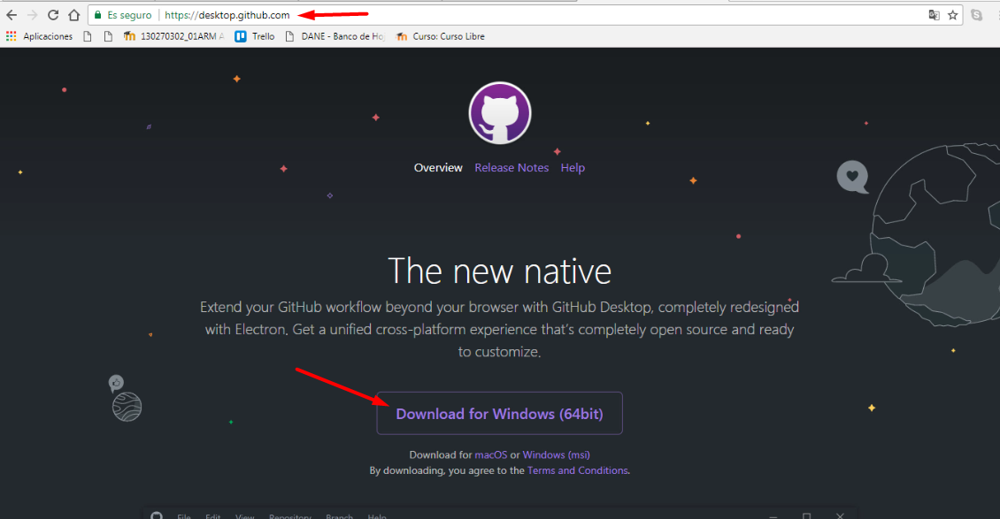 Es seguro https://desktop.github.com
Aplicaciones 130270302_01ARM A Trello DANE - Banco de Ho Curso: Curso Libre
Overview Release Notes Help
The new native
Extend your GitHub workflow beyond your browser with GitHub Desktop, completely redesigned
with Electron. Get a unified cross-platform experience that's completely open source and ready
to customize.
Download for Windows (64bit)
Download for macOS or Windows (msi)
By downloading, you agree to the Terms and Conditions.
File Edit View Repository Branch Help